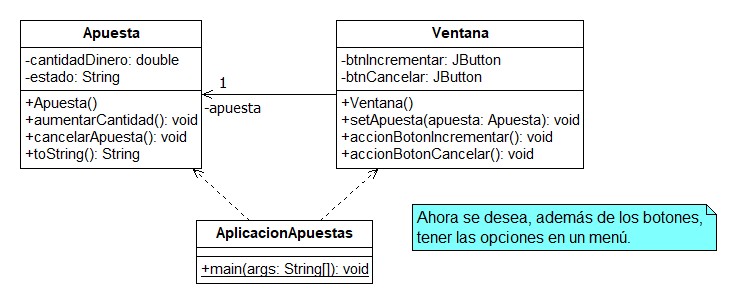 Apuesta
-cantidadDinero: double
-estado: String
+Apuesta()
+aumentarCantidad(): void
+cancelarApuesta(): void
+toString(): String
1
-apuesta
Ventana
-btnIncrementar: JButton
-btnCancelar: JButton
+Ventana()
+setApuesta(apuesta: Apuesta): void
+accionBotonIncrementar(): void
+accionBotonCancelar(): void
AplicacionApuestas
+main(args: String[]): void
Ahora se desea, además de los botones,
tener las opciones en un menú.